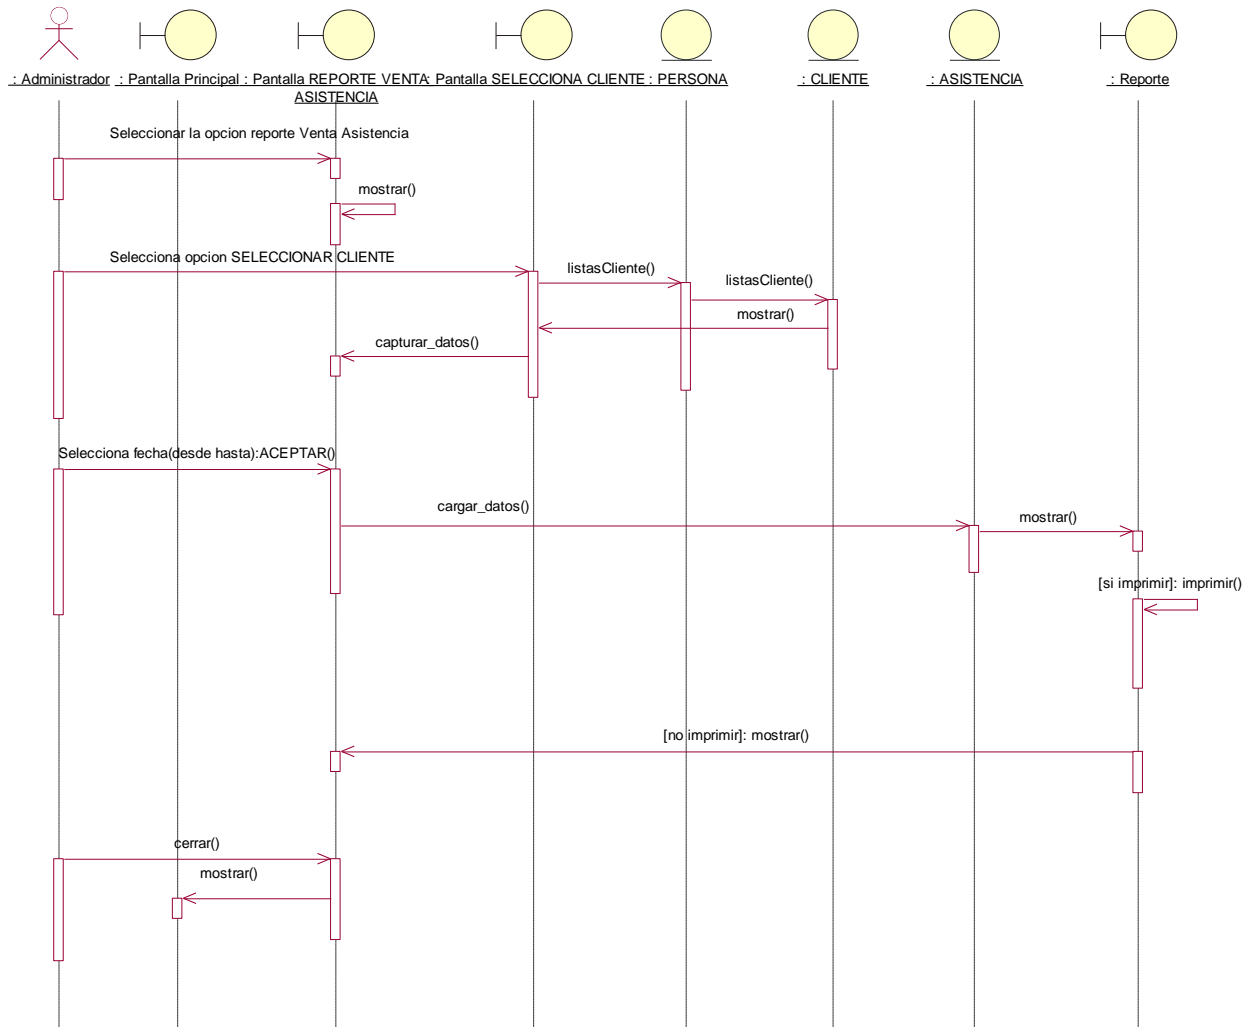 : Administrador : Pantalla Principal : Pantalla REPORTE VENTA : Pantalla SELECCIONA CLIENTE : PERSONA : CLIENTE : ASISTENCIA : Reporte
ASISTENCIA
Seleccionar la opcion reporte Venta Asistencia
mostrar()
Selecciona opcion SELECCIONAR CLIENTE
listasCliente()
listasCliente()
mostrar()
capturar_datos()
Selecciona fecha(desde hasta):ACEPTAR()
cargar_datos()
mostrar()
[si imprimir]: imprimir()
[no imprimir]: mostrar()
cerrar()
mostrar()